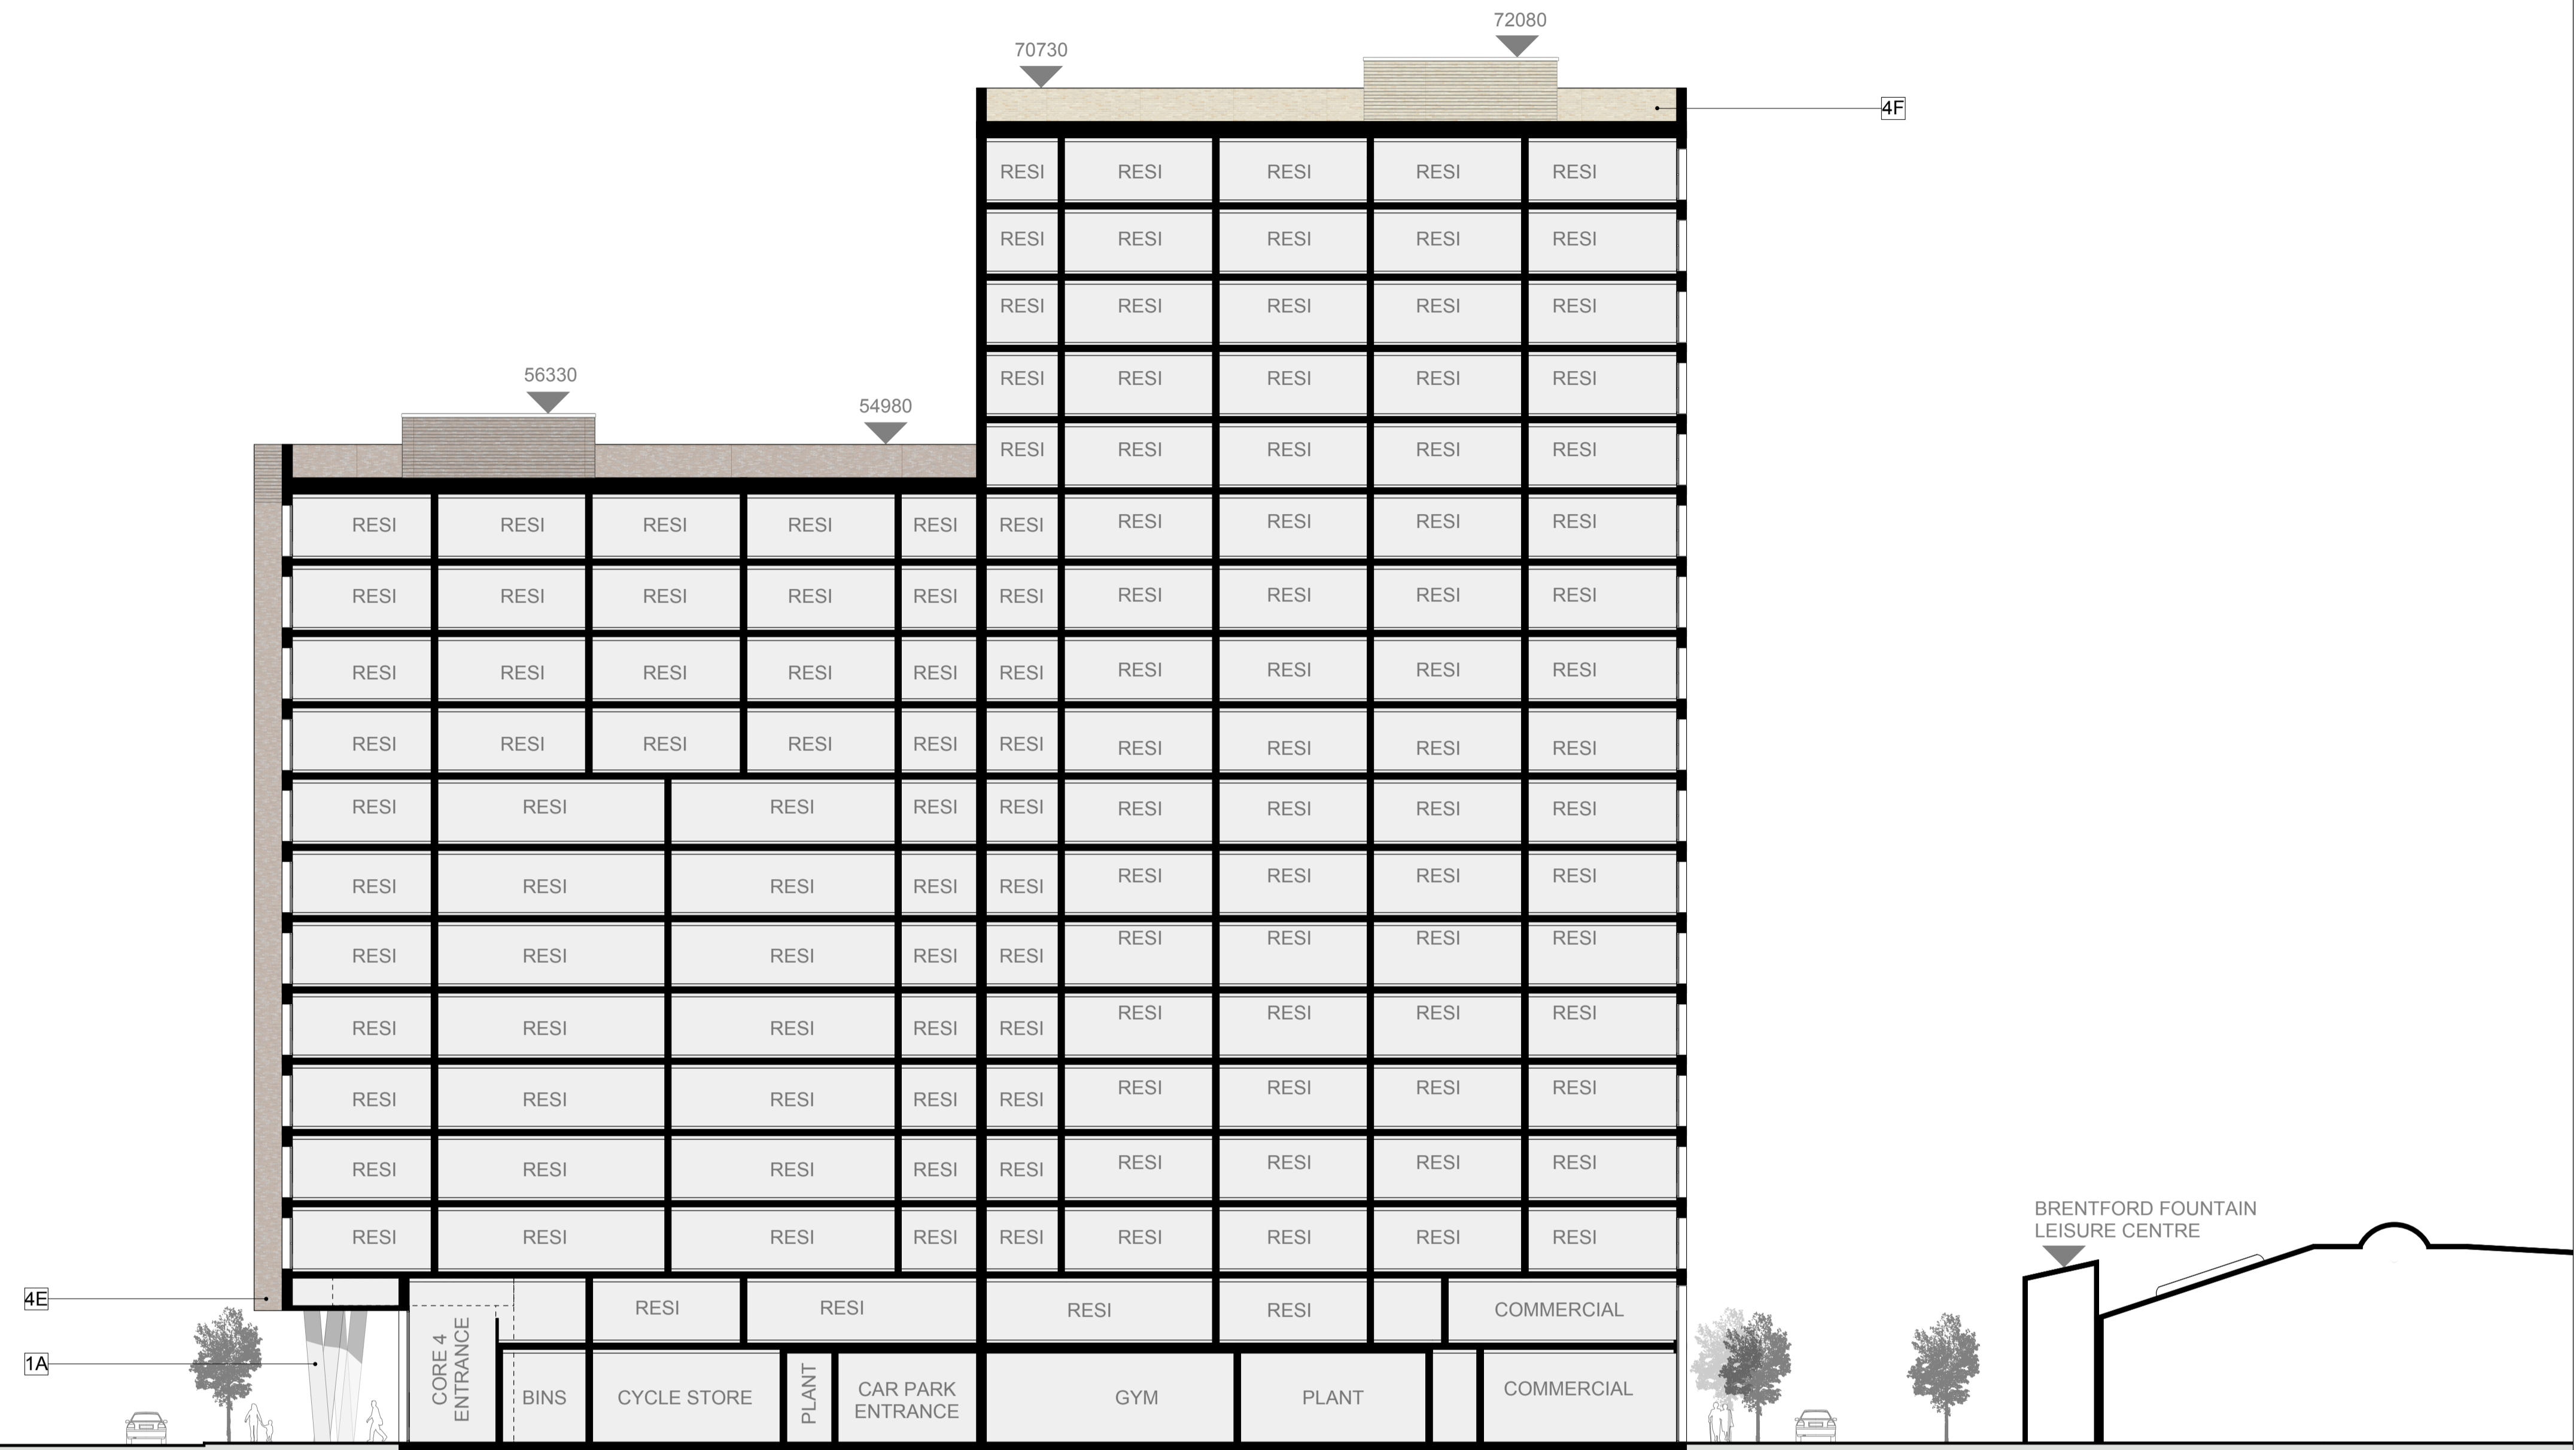 72080
70730
4F
RESI RESI RESI RESI RESI
RESI RESI RESI RESI RESI
RESI RESI RESI RESI RESI
56330
RESI RESI RESI RESI RESI
54980
RESI RESI RESI RESI RESI
RESI RESI RESI RESI RESI RESI RESI RESI RESI RESI
RESI RESI RESI RESI RESI RESI RESI RESI RESI RESI
RESI RESI RESI RESI RESI RESI RESI RESI RESI RESI
RESI RESI RESI RESI RESI RESI RESI RESI RESI RESI
RESI RESI RESI RESI RESI RESI RESI RESI RESI
RESI RESI RESI RESI RESI RESI RESI RESI RESI
RESI RESI RESI RESI RESI RESI RESI RESI RESI
RESI RESI RESI RESI RESI RESI RESI RESI RESI
RESI RESI RESI RESI RESI RESI RESI RESI RESI
RESI RESI RESI RESI RESI RESI RESI RESI RESI
RESI RESI RESI RESI RESI RESI RESI RESI RESI
BRENTFORD FOUNTAIN
LEISURE CENTRE
4E
RESI RESI RESI RESI COMMERCIAL
1A
CORE 4
ENTRANCE
BINS
CYCLE STORE
PLANT
CAR PARK
ENTRANCE
GYM
PLANT
COMMERCIAL